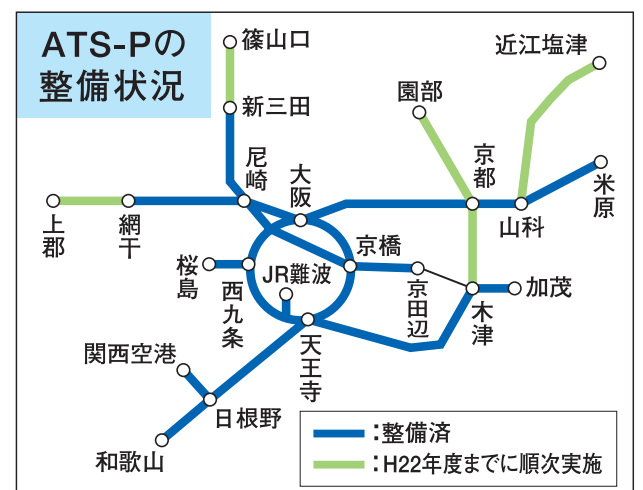 ATS-Pの
整備状況
篠山口
新三田
近江塩津
園部
尼崎
大阪
京都
山科
米原
上郡
網干
桜島
西九条
JR難波
京橋
京田辺
木津
加茂
天王寺
関西空港
日根野
和歌山
:整備済
:H22年度までに順次実施